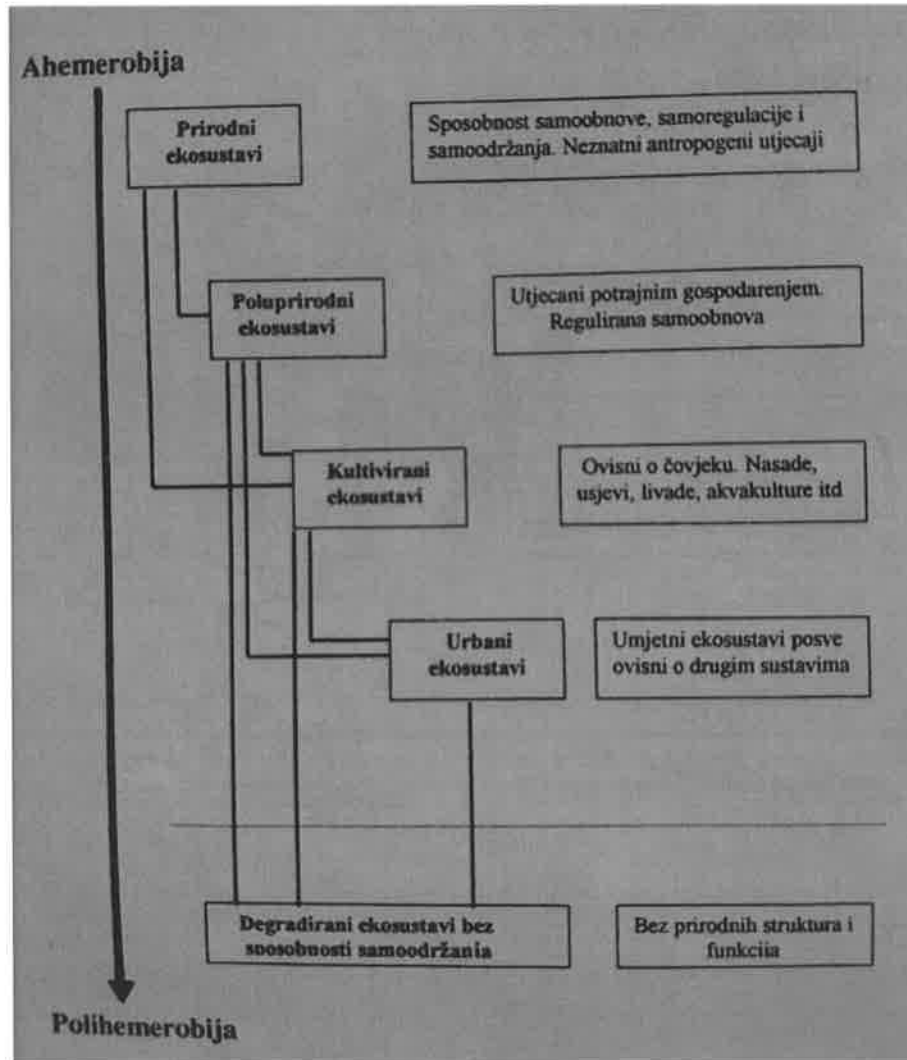 Ahemerobija
Prirodni
ekosustavi
Sposobnost samoobnove, samoregulacije i
samoodržanja. Neznatni antropogeni utjecaji
Poluprirodni
ekosustavi
Utjecani potrajnim gospodarenjem.
Regulirana samoobnova
Kultivirani
ekosustavi
Ovisni o čovjeku. Nasade,
usjevi, livade, akvakulture itd
Urbani
ekosustavi
Umjetni ekosustavi posve
ovisni o drugim sustavima
Degradirani ekosustavi bez
sposobnosti samoodržania
Bez prirodnih struktura i
funkciia
Polihemerobija